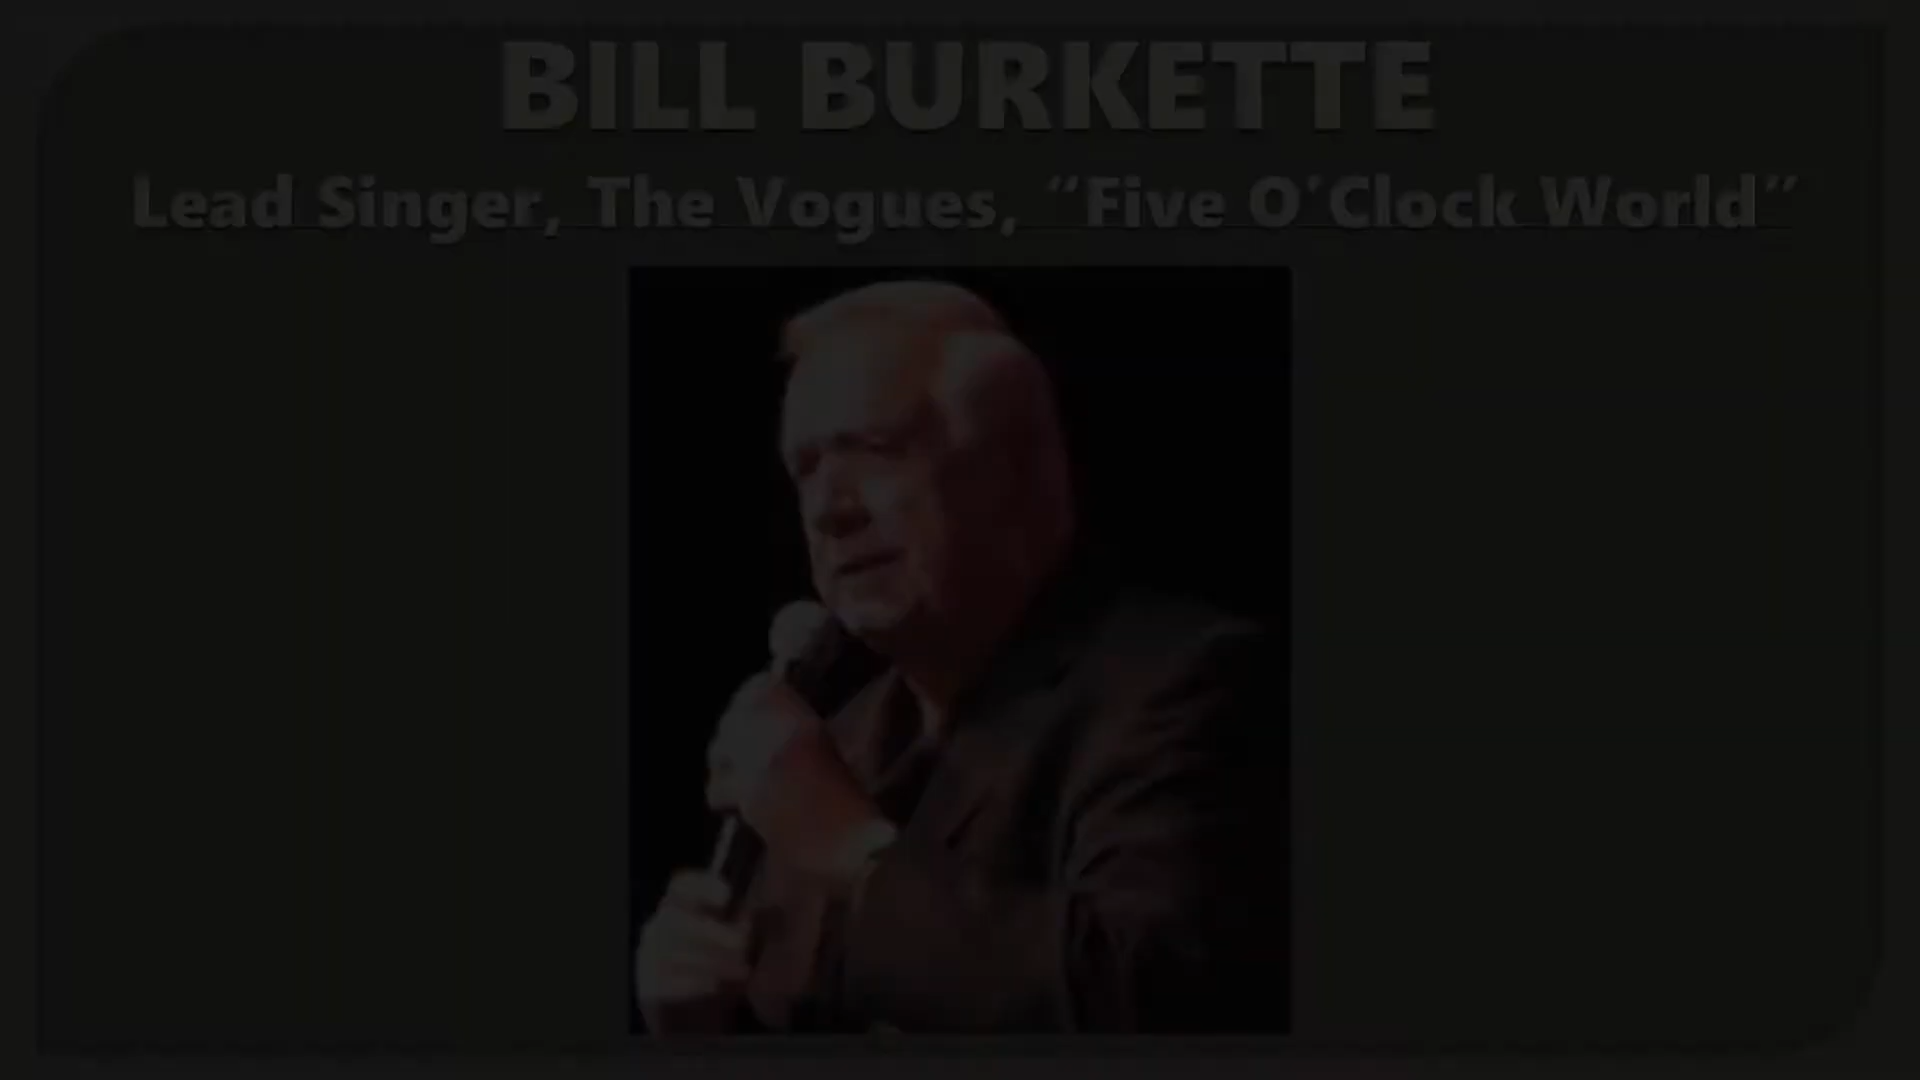 BILL BURKETTE
Lead Singer, The Vogues, “Five O’Clock World”